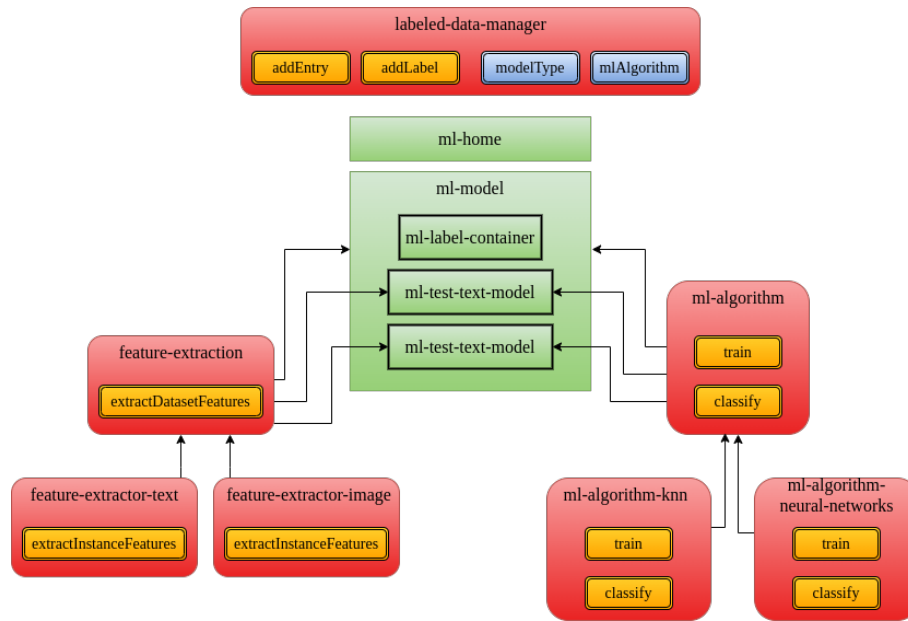 labeled-data-manager
addEntry
addLabel
modelType
mlAlgorithm
ml-home
ml-model
ml-label-container
ml-test-text-model
ml-test-text-model
feature-extraction
extractDatasetFeatures
feature-extractor-text
extractInstanceFeatures
feature-extractor-image
extractInstanceFeatures
ml-algorithm
train
classify
ml-algorithm-knn
train
classify
ml-algorithm-
neural-networks
train
classify